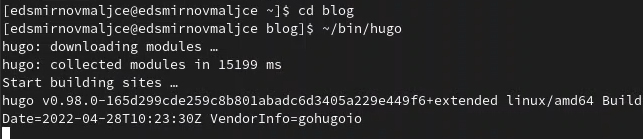 [edsmirnovmaljce@edsmirnovmaljce ~]$ cd blog
[edsmirnovmaljce@edsmirnovmaljce blog]$ ~/bin/hugo
hugo: downloading modules …
hugo: collected modules in 15199 ms
Start building sites …
hugo v0.98.0-165d299cde259c8b801abadc6d3405a229e449f6+extended linux/amd64 Build
Date=2022-04-28T10:23:30Z VendorInfo=gohugoio